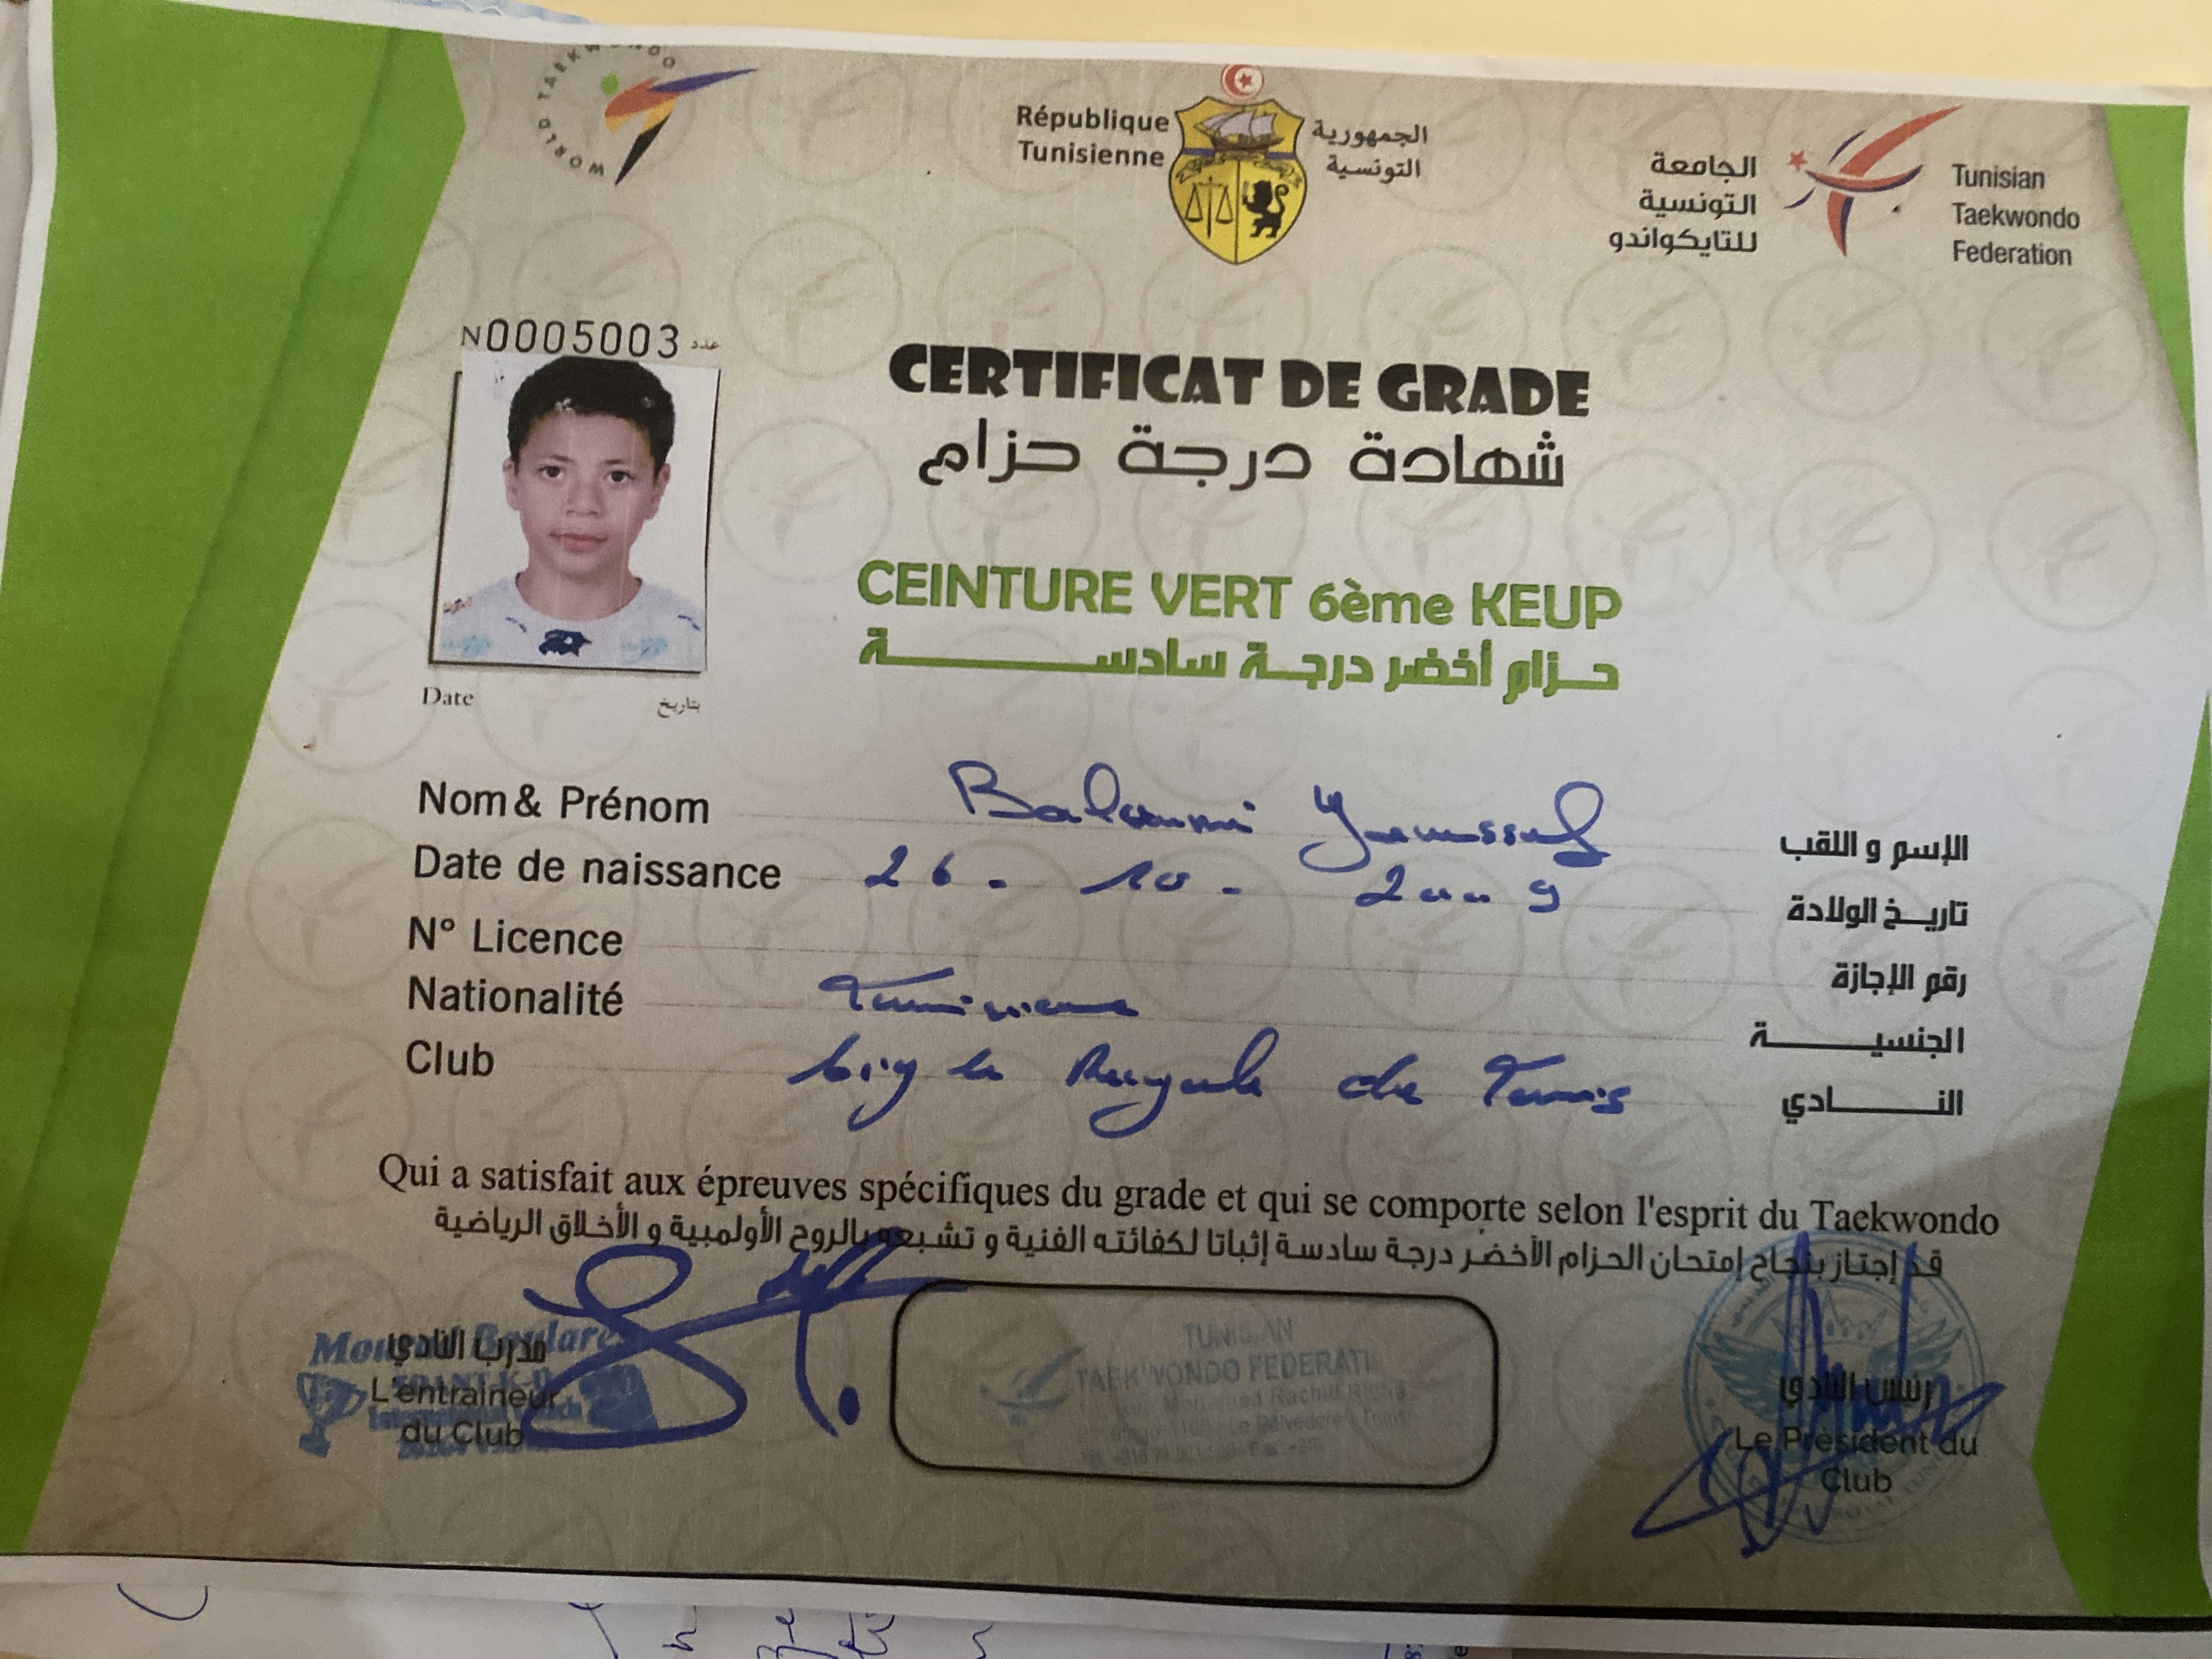 WORLD TAEKWONDO
République
Tunisienne
الجمهورية
التونسية
الجامعة
التونسية
للتايكواندو
Tunisian
Taekwondo
Federation
N0005003 عدد
CERTIFICAT DE GRADE
شهادة درجة حزام
CEINTURE VERT 6ème KEUP
حزام أخضر درجة سادسة
Date بتاريخ
Nom & Prénom Youssef الإسم و اللقب
Date de naissance 26 - 10 - 2009 تاريخ الولادة
N° Licence رقم الإجازة
Nationalité Tunisienne الجنسية
Club de Tunis النادي
Qui a satisfait aux épreuves spécifiques du grade et qui se comporte selon l'esprit du Taekwondo
قد إجتاز بنجاح إمتحان الحزام الأخضر درجة سادسة إثباتا لكفائته الفنية و تشبعه بالروح الأولمبية و الأخلاق الرياضية
مدرب النادي
L'entraineur
du Club
TUNISIAN
TAEKWONDO FEDERATI
رئيس النادي
Le Président du
Club